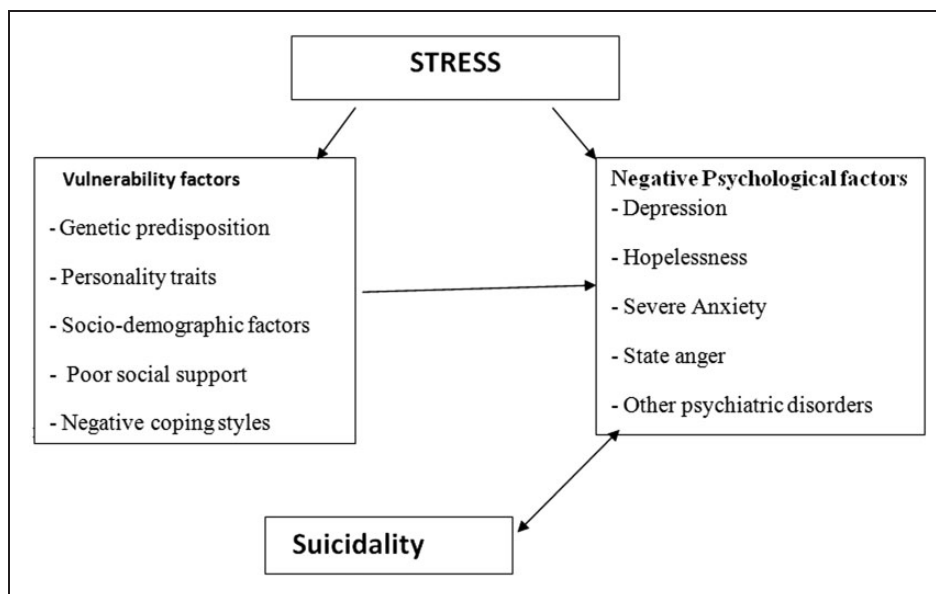 STRESS
Vulnerability factors
- Genetic predisposition
- Personality traits
- Socio-demographic factors
- Poor social support
- Negative coping styles
Negative Psychological factors
- Depression
- Hopelessness
- Severe Anxiety
- State anger
- Other psychiatric disorders
Suicidality